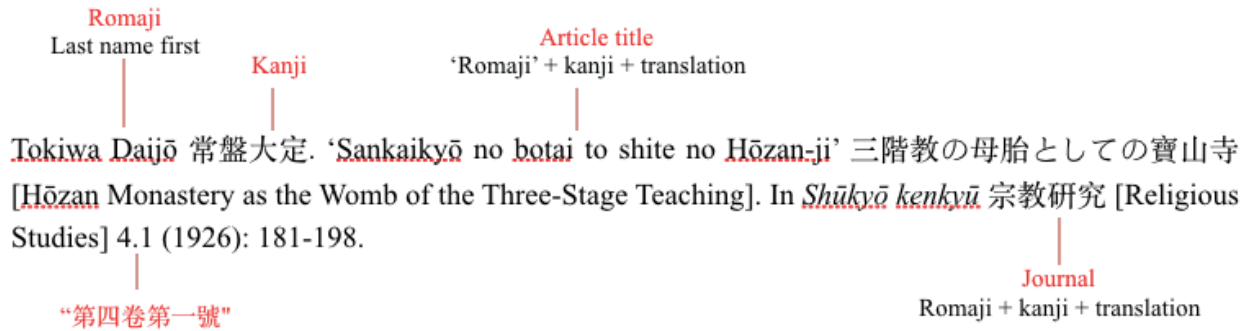 Romaji
Last name first
Kanji
Article title
‘Romaji’ + kanji + translation
Tokiwa Daijō 常盤大定. ‘Sankaikyō no botai to shite no Hōzan-ji’ 三階教の母胎としての寶山寺
[Hōzan Monastery as the Womb of the Three-Stage Teaching]. In Shūkyō kenkyū 宗教研究 [Religious
Studies] 4.1 (1926): 181-198.
“第四卷第一號"
Journal
Romaji + kanji + translation